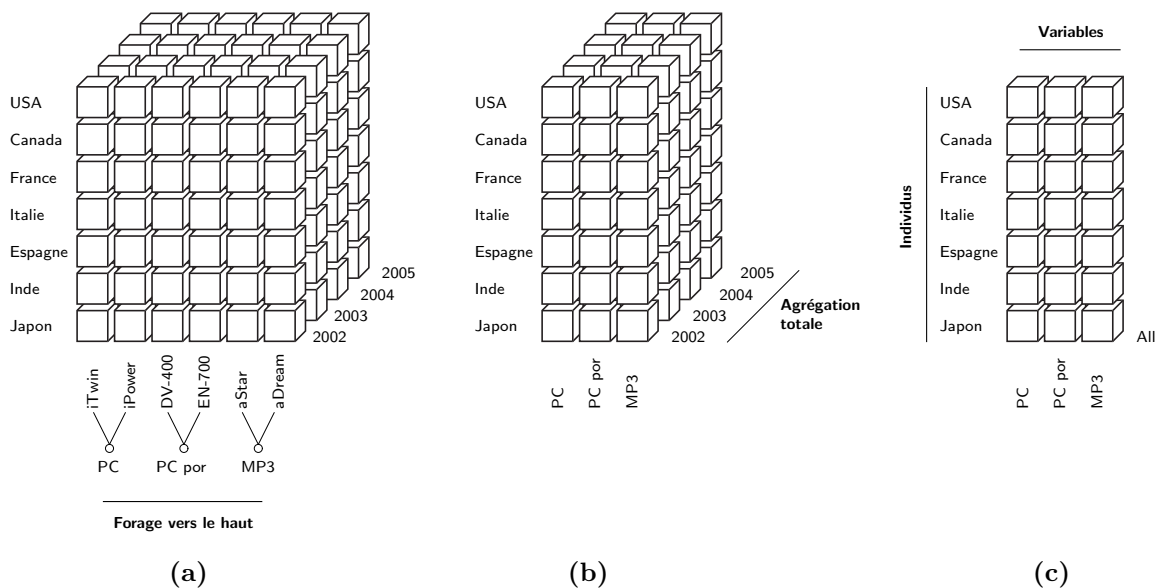 USA
Canada
France
Italie
Espagne
Inde
Japon
2005
2004
2003
2002
iTwin
iPower
DV-400
EN-700
aStar
aDream
PC
PC por
MP3
Forage vers le haut
(a)
USA
Canada
France
Italie
Espagne
Inde
Japon
2005
2004
2003
2002
Agrégation
totale
PC
PC por
MP3
(b)
Variables
Individus
USA
Canada
France
Italie
Espagne
Inde
Japon
All
PC
PC por
MP3
(c)